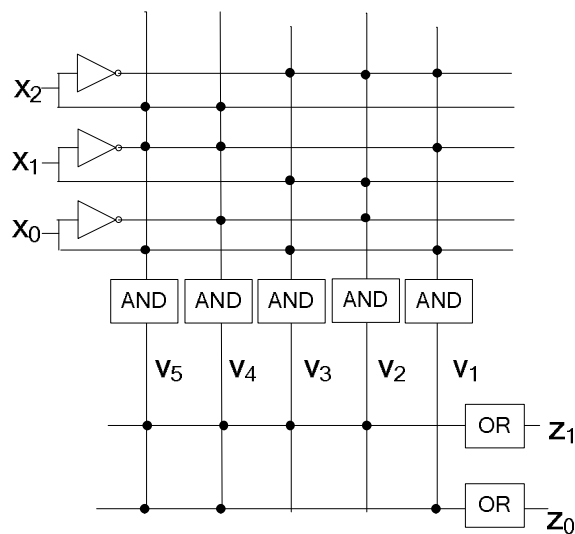 x₂
x₁
x₀
AND AND AND AND AND
v₅ v₄ v₃ v₂ v₁
OR z₁
OR z₀